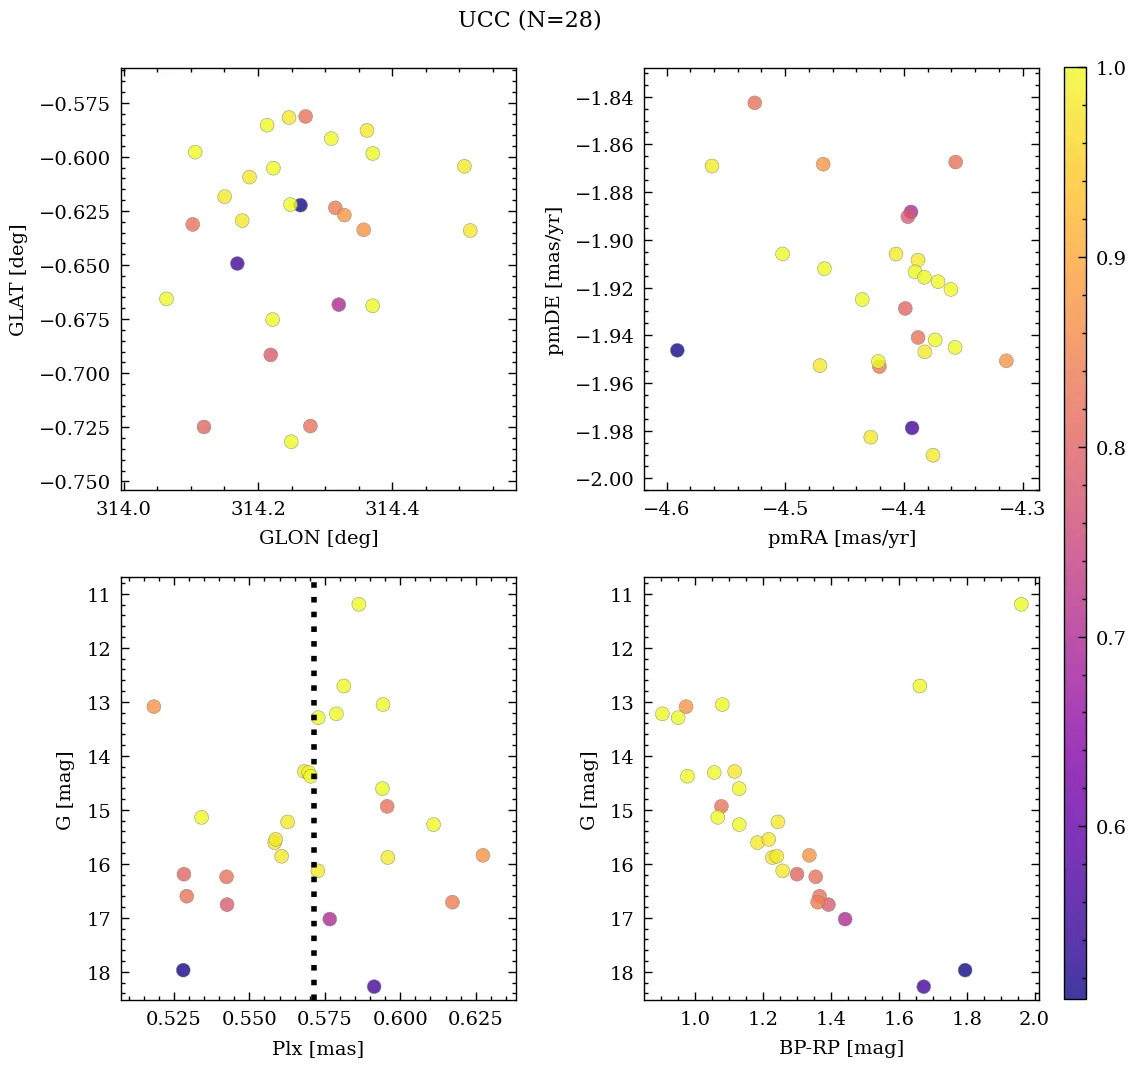 UCC (N=28)
−0.575
−0.600
−0.625
−0.650
−0.675
−0.700
−0.725
−0.750
GLAT [deg]
314.0 314.2 314.4
GLON [deg]
−1.84
−1.86
−1.88
−1.90
−1.92
−1.94
−1.96
−1.98
−2.00
pmDE [mas/yr]
−4.6 −4.5 −4.4 −4.3
pmRA [mas/yr]
11
12
13
14
15
16
17
18
G [mag]
0.525 0.550 0.575 0.600 0.625
Plx [mas]
11
12
13
14
15
16
17
18
G [mag]
1.0 1.2 1.4 1.6 1.8 2.0
BP-RP [mag]
1.0
0.9
0.8
0.7
0.6